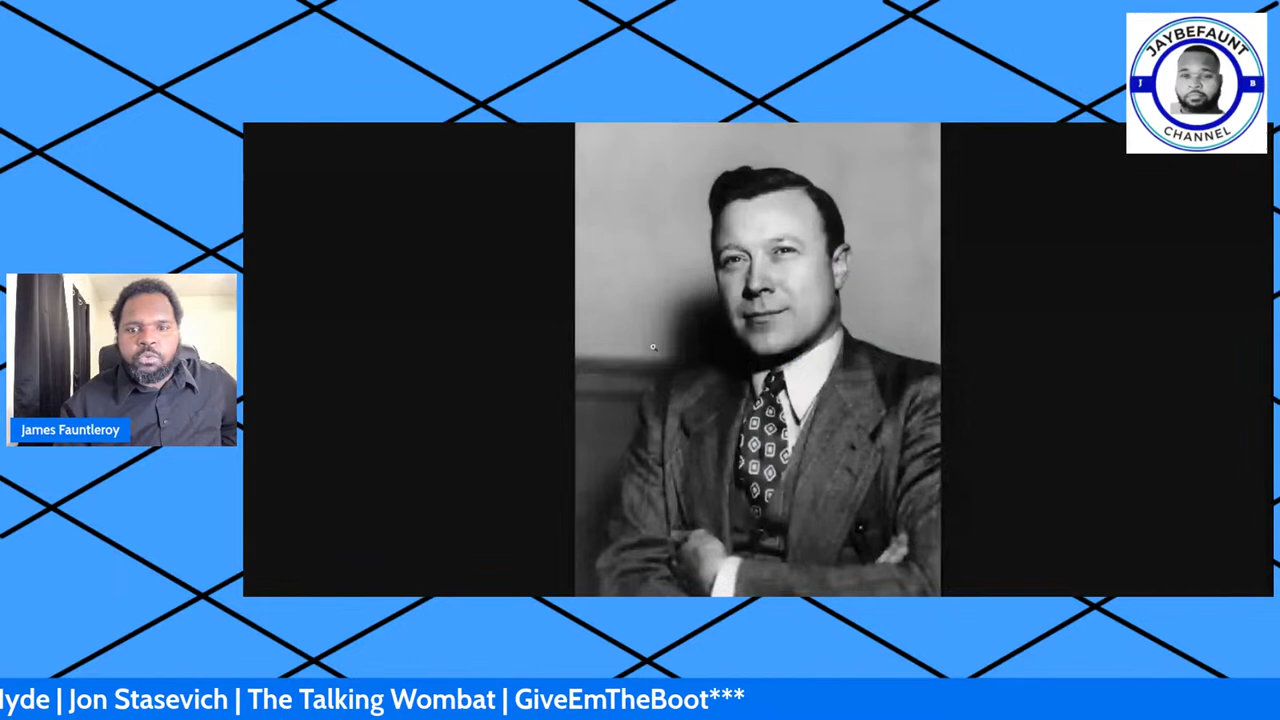 JAYBEFAUNT
J B
CHANNEL
James Fauntleroy
| Jon Stasevich | The Talking Wombat | GiveEmTheBoot***